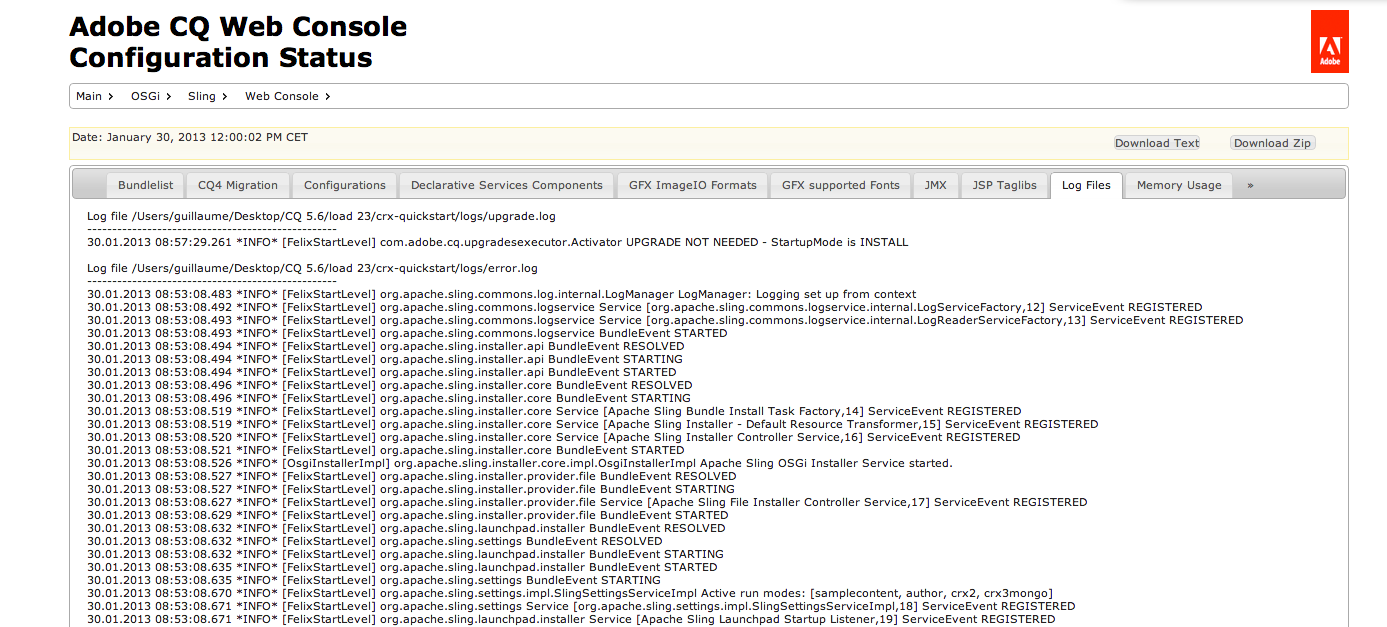 Adobe CQ Web Console
Configuration Status
Adobe
Main OSGi Sling Web Console
Date: January 30, 2013 12:00:02 PM CET
Download Text Download Zip
Bundlelist CQ4 Migration Configurations Declarative Services Components GFX ImageIO Formats GFX supported Fonts JMX JSP Taglibs Log Files Memory Usage »
Log file /Users/guillaume/Desktop/CQ 5.6/load 23/crx-quickstart/logs/upgrade.log
--------------------------------------------------
30.01.2013 08:57:29.261 *INFO* [FelixStartLevel] com.adobe.cq.upgradesexecutor.Activator UPGRADE NOT NEEDED - StartupMode is INSTALL
Log file /Users/guillaume/Desktop/CQ 5.6/load 23/crx-quickstart/logs/error.log
--------------------------------------------------
30.01.2013 08:53:08.483 *INFO* [FelixStartLevel] org.apache.sling.commons.log.internal.LogManager LogManager: Logging set up from context
30.01.2013 08:53:08.492 *INFO* [FelixStartLevel] org.apache.sling.commons.logservice Service [org.apache.sling.commons.logservice.internal.LogServiceFactory,12] ServiceEvent REGISTERED
30.01.2013 08:53:08.493 *INFO* [FelixStartLevel] org.apache.sling.commons.logservice Service [org.apache.sling.commons.logservice.internal.LogReaderServiceFactory,13] ServiceEvent REGISTERED
30.01.2013 08:53:08.493 *INFO* [FelixStartLevel] org.apache.sling.commons.logservice BundleEvent STARTED
30.01.2013 08:53:08.494 *INFO* [FelixStartLevel] org.apache.sling.installer.api BundleEvent RESOLVED
30.01.2013 08:53:08.494 *INFO* [FelixStartLevel] org.apache.sling.installer.api BundleEvent STARTING
30.01.2013 08:53:08.494 *INFO* [FelixStartLevel] org.apache.sling.installer.api BundleEvent STARTED
30.01.2013 08:53:08.496 *INFO* [FelixStartLevel] org.apache.sling.installer.core BundleEvent RESOLVED
30.01.2013 08:53:08.496 *INFO* [FelixStartLevel] org.apache.sling.installer.core BundleEvent STARTING
30.01.2013 08:53:08.519 *INFO* [FelixStartLevel] org.apache.sling.installer.core Service [Apache Sling Bundle Install Task Factory,14] ServiceEvent REGISTERED
30.01.2013 08:53:08.519 *INFO* [FelixStartLevel] org.apache.sling.installer.core Service [Apache Sling Installer - Default Resource Transformer,15] ServiceEvent REGISTERED
30.01.2013 08:53:08.520 *INFO* [FelixStartLevel] org.apache.sling.installer.core Service [Apache Sling Installer Controller Service,16] ServiceEvent REGISTERED
30.01.2013 08:53:08.521 *INFO* [FelixStartLevel] org.apache.sling.installer.core BundleEvent STARTED
30.01.2013 08:53:08.526 *INFO* [OsgiInstallerImpl] org.apache.sling.installer.core.impl.OsgiInstallerImpl Apache Sling OSGi Installer Service started.
30.01.2013 08:53:08.527 *INFO* [FelixStartLevel] org.apache.sling.installer.provider.file BundleEvent RESOLVED
30.01.2013 08:53:08.527 *INFO* [FelixStartLevel] org.apache.sling.installer.provider.file BundleEvent STARTING
30.01.2013 08:53:08.627 *INFO* [FelixStartLevel] org.apache.sling.installer.provider.file Service [Apache Sling File Installer Controller Service,17] ServiceEvent REGISTERED
30.01.2013 08:53:08.629 *INFO* [FelixStartLevel] org.apache.sling.installer.provider.file BundleEvent STARTED
30.01.2013 08:53:08.632 *INFO* [FelixStartLevel] org.apache.sling.launchpad.installer BundleEvent RESOLVED
30.01.2013 08:53:08.632 *INFO* [FelixStartLevel] org.apache.sling.settings BundleEvent RESOLVED
30.01.2013 08:53:08.632 *INFO* [FelixStartLevel] org.apache.sling.launchpad.installer BundleEvent STARTING
30.01.2013 08:53:08.635 *INFO* [FelixStartLevel] org.apache.sling.launchpad.installer BundleEvent STARTED
30.01.2013 08:53:08.635 *INFO* [FelixStartLevel] org.apache.sling.settings BundleEvent STARTING
30.01.2013 08:53:08.670 *INFO* [FelixStartLevel] org.apache.sling.settings.impl.SlingSettingsServiceImpl Active run modes: [samplecontent, author, crx2, crx3mongo]
30.01.2013 08:53:08.671 *INFO* [FelixStartLevel] org.apache.sling.settings Service [org.apache.sling.settings.impl.SlingSettingsServiceImpl,18] ServiceEvent REGISTERED
30.01.2013 08:53:08.671 *INFO* [FelixStartLevel] org.apache.sling.launchpad.installer Service [Apache Sling Launchpad Startup Listener,19] ServiceEvent REGISTERED